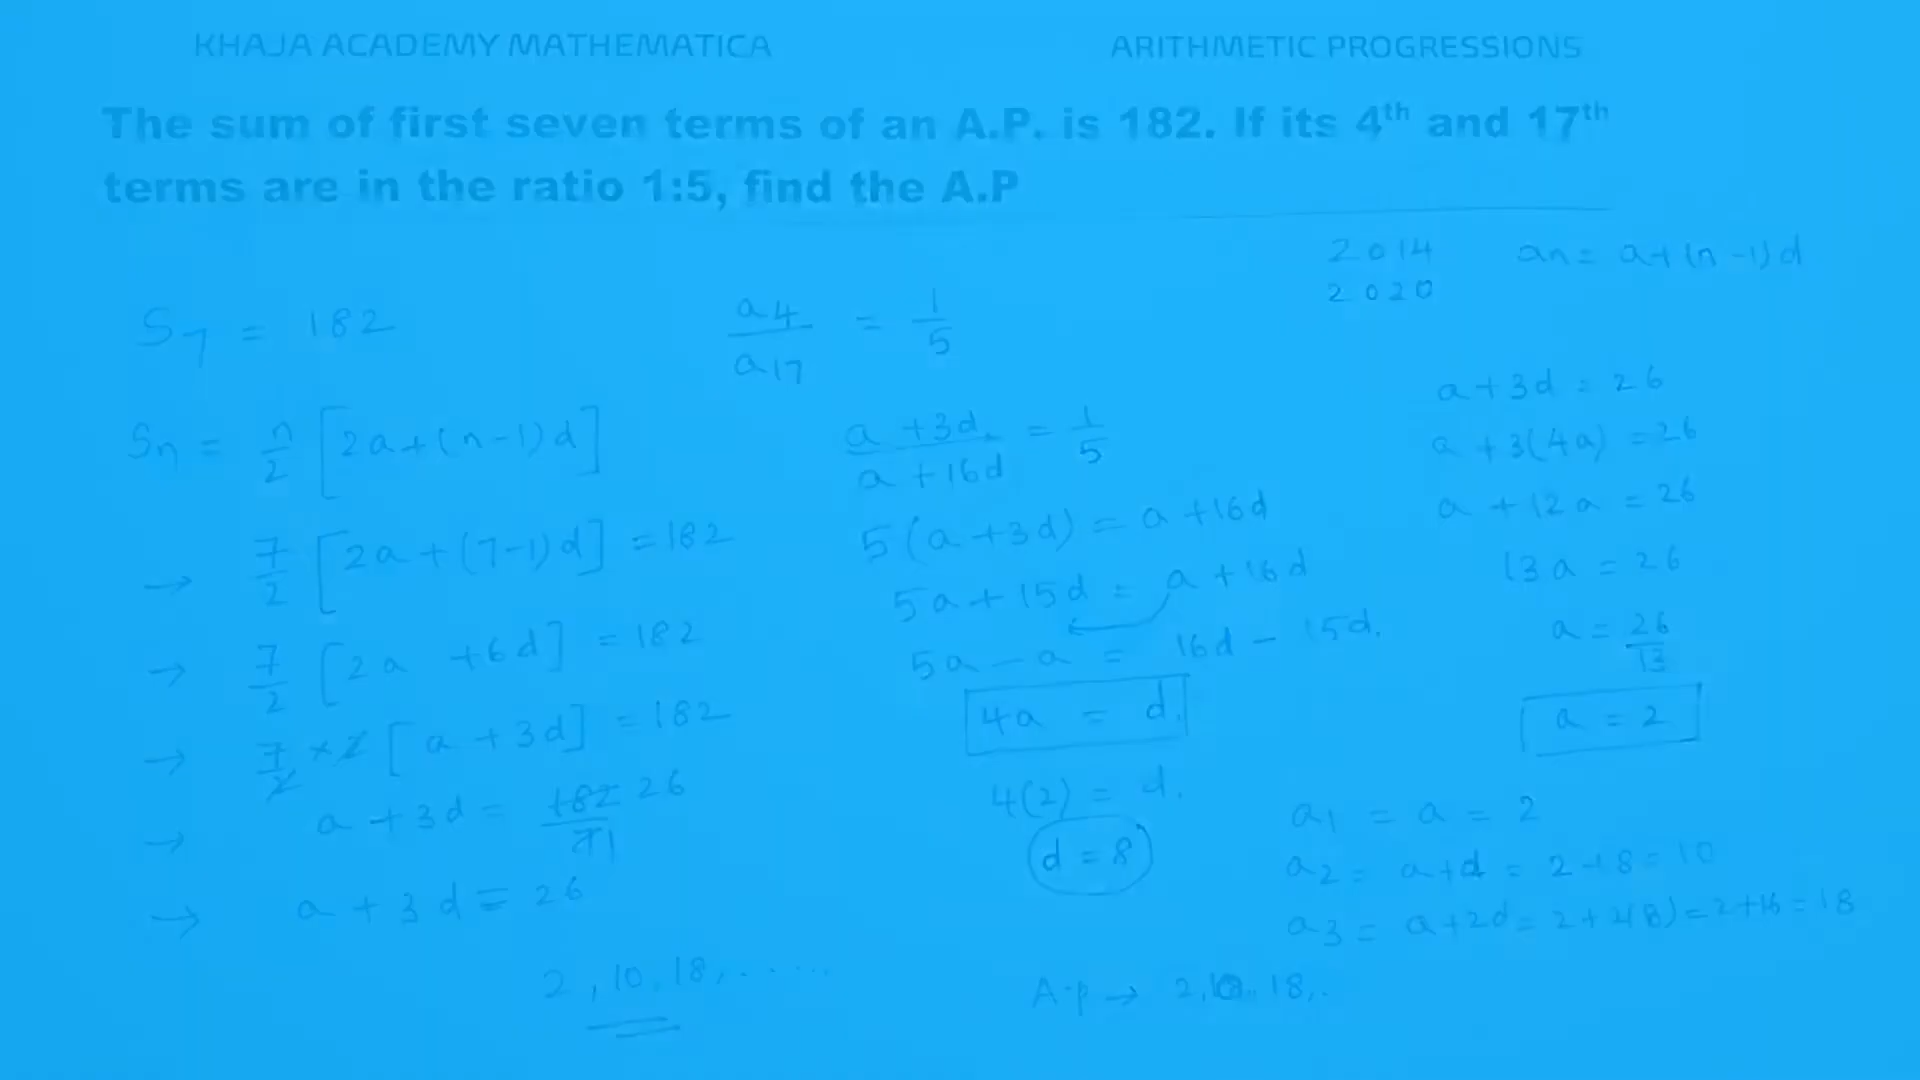 KHAJA ACADEMY MATHEMATICA
ARITHMETIC PROGRESSIONS
The sum of first seven terms of an A.P. is 182. If its 4th and 17th
terms are in the ratio 1:5, find the A.P
2014
2020
an = a+(n-1)d
S7 = 182
Sn = n/2 [2a+(n-1)d]
→ 7/2 [2a+(7-1)d] = 182
→ 7/2 [2a +6d] = 182
→ 7/2 × 2 [a +3d] = 182
→ a +3d = 182/7 26 1
→ a + 3d = 26
2, 10, 18, ......
a4/a17 = 1/5
a +3d/a +16d = 1/5
5(a+3d) = a +16d
5a+15d = a+16d
5a - a = 16d - 15d.
4a = d.
4(2) = d.
d = 8
a+3d = 26
a +3(4a) = 26
a +12a = 26
13a = 26
a = 26/13
a = 2
a1 = a = 2
a2 = a+d = 2+8 = 10
a3 = a+2d = 2+2(8) = 2+16 = 18
A.p → 2, 10, 18,.